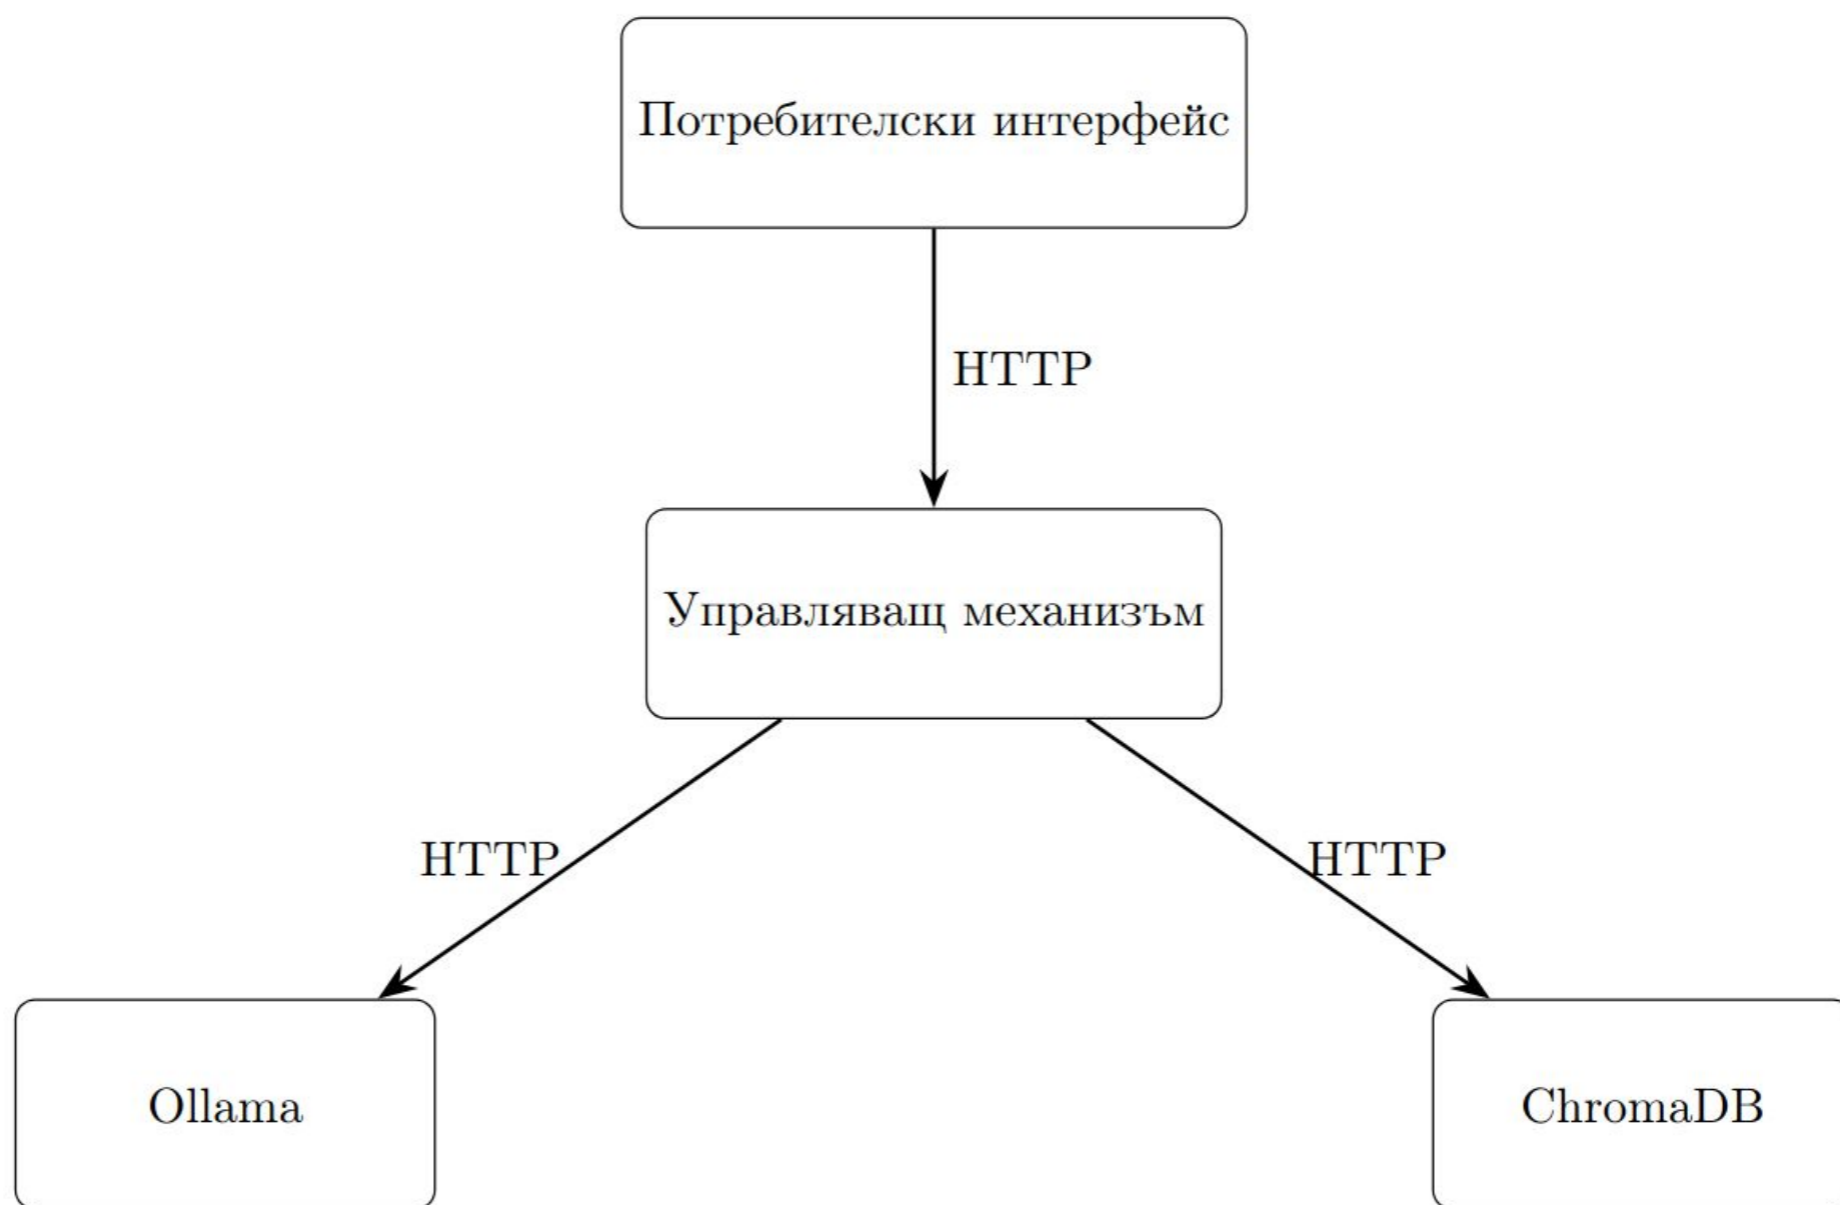 Потребителски интерфейс
HTTP
Управляващ механизъм
HTTP
HTTP
Ollama
ChromaDB